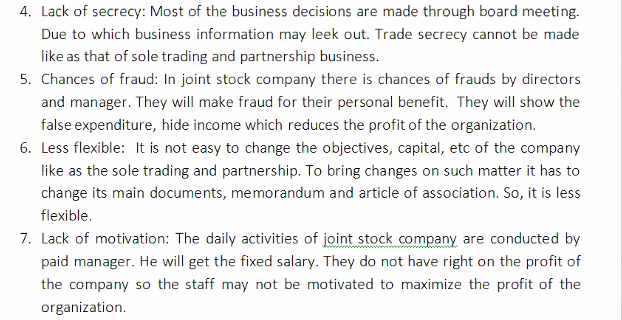 4. Lack of secrecy: Most of the business decisions are made through board meeting.
Due to which business information may leek out. Trade secrecy cannot be made
like as that of sole trading and partnership business.
5. Chances of fraud: In joint stock company there is chances of frauds by directors
and manager. They will make fraud for their personal benefit. They will show the
false expenditure, hide income which reduces the profit of the organization.
6. Less flexible: It is not easy to change the objectives, capital, etc of the company
like as the sole trading and partnership. To bring changes on such matter it has to
change its main documents, memorandum and article of association. So, it is less
flexible.
7. Lack of motivation: The daily activities of joint stock company are conducted by
paid manager. He will get the fixed salary. They do not have right on the profit of
the company so the staff may not be motivated to maximize the profit of the
organization.